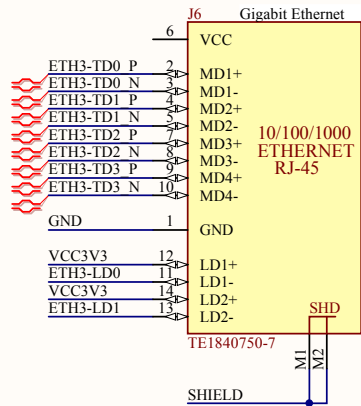 J6 Gigabit Ethernet
6 VCC
ETH3-TD0_P 2 MD1+
ETH3-TD0_N 3 MD1-
ETH3-TD1_P 4 MD2+
ETH3-TD1_N 5 MD2-
ETH3-TD2_P 7 MD3+
ETH3-TD2_N 8 MD3-
ETH3-TD3_P 9 MD4+
ETH3-TD3_N 10 MD4-
10/100/1000
ETHERNET
RJ-45
GND 1 GND
VCC3V3 12 LD1+
ETH3-LD0 11 LD1-
VCC3V3 14 LD2+
ETH3-LD1 13 LD2-
SHD
TE1840750-7
M1
M2
SHIELD